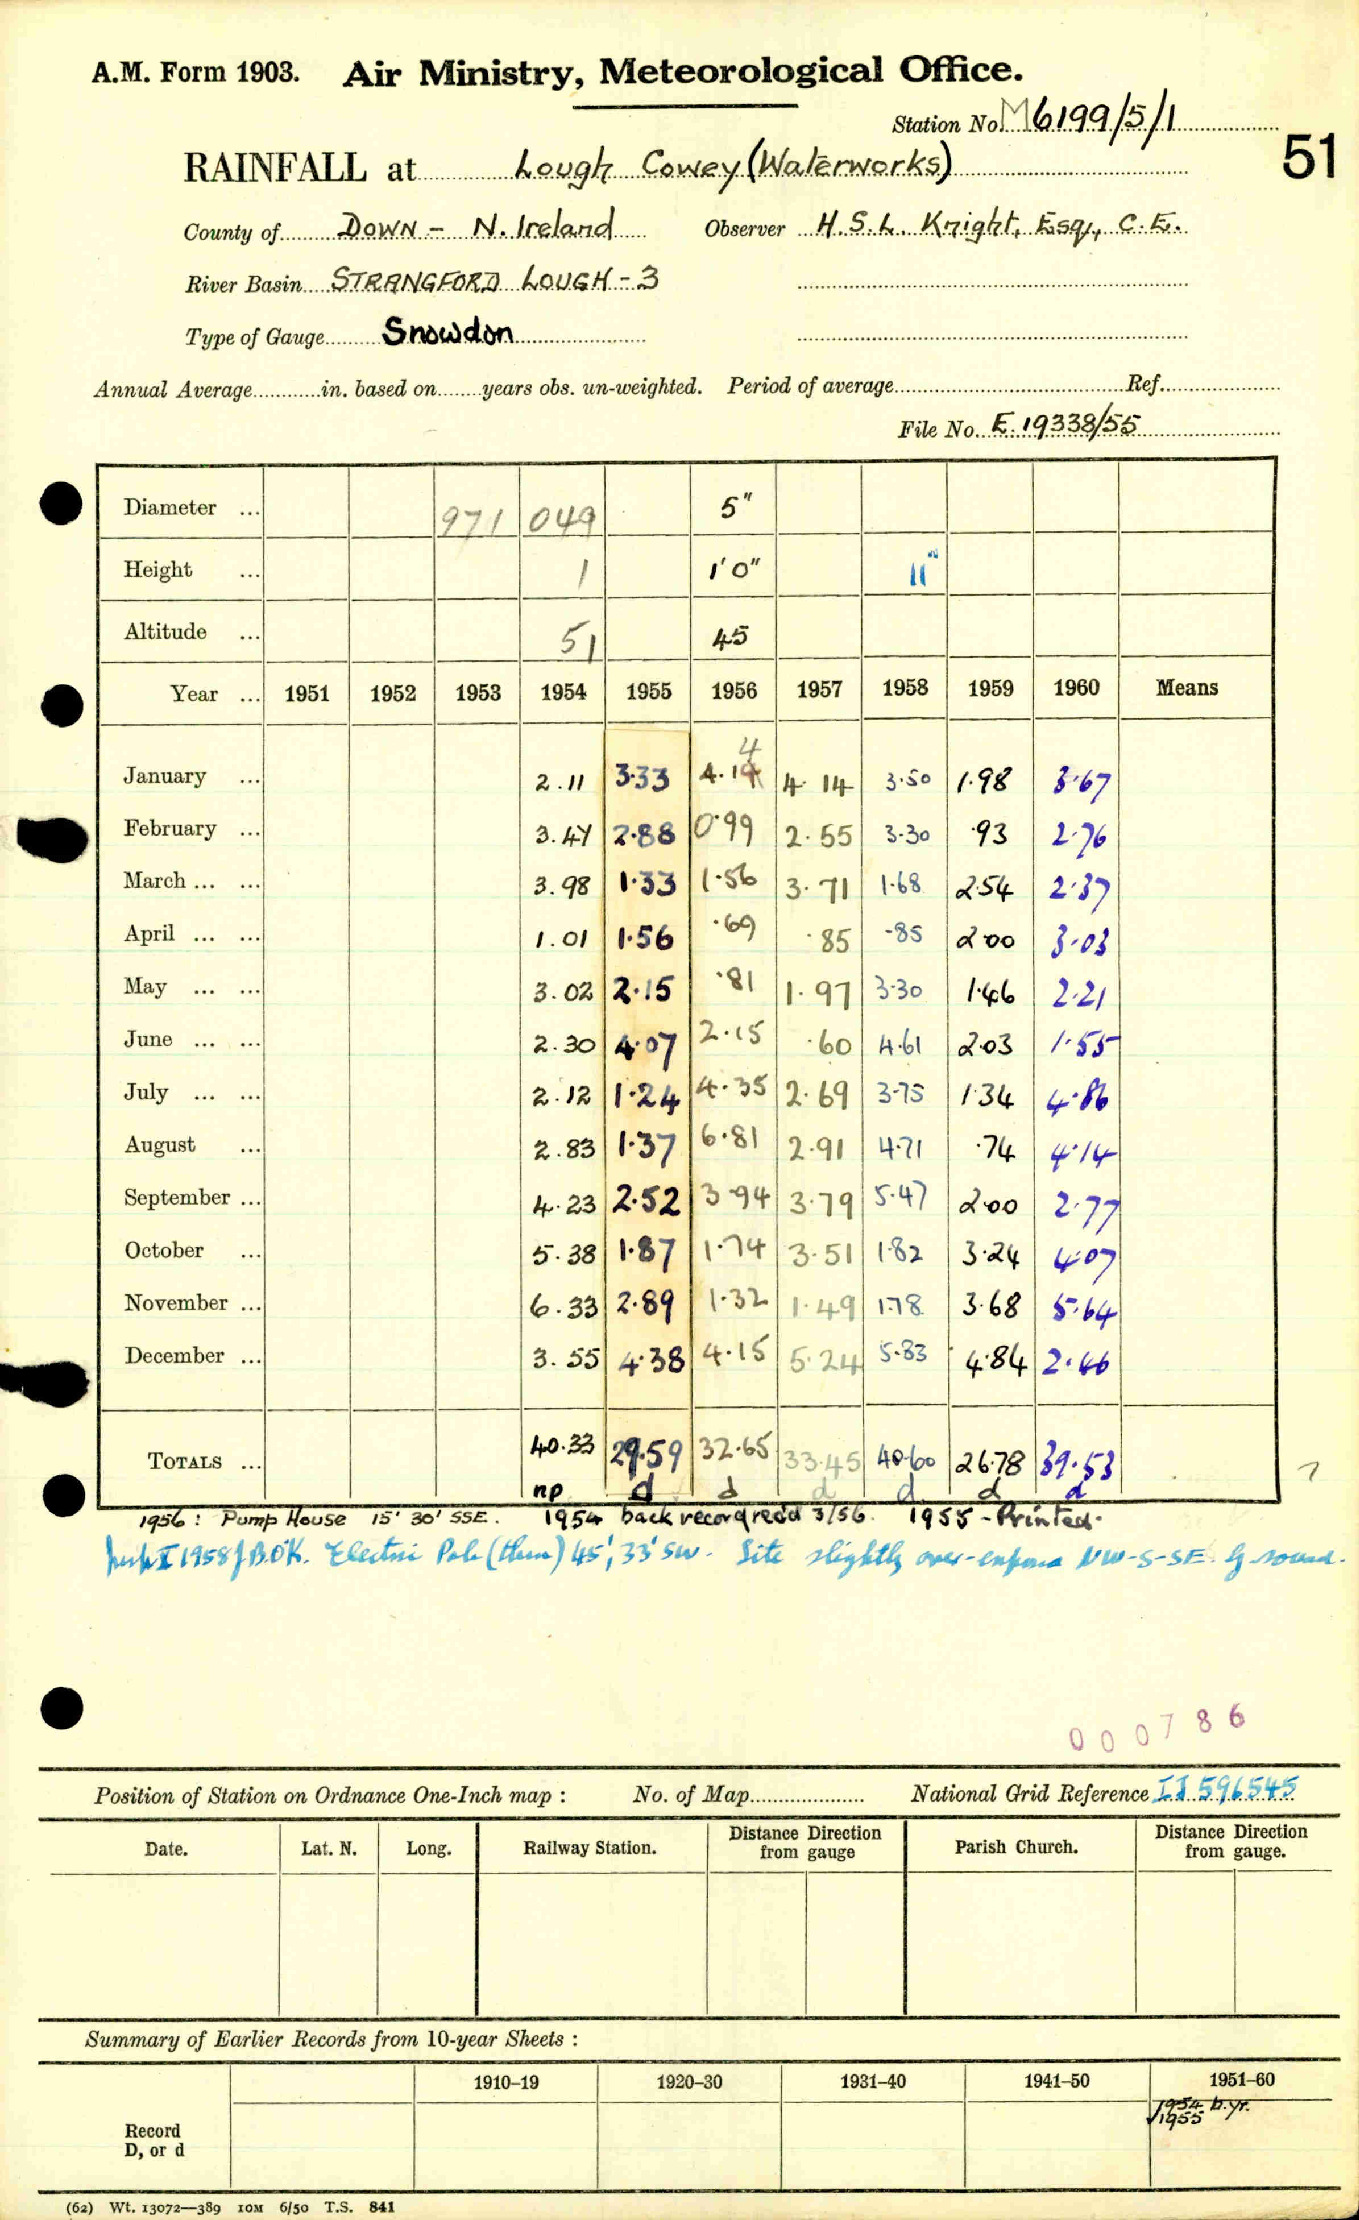 A.M. Form 1903. Air Ministry, Meteorological Office.
Station No. M6199/5/1
51
RAINFALL at Lough Cowey (Waterworks)
County of DOWN - N. Ireland Observer H.S.L. Knight, Esq., C.E.
River Basin STRANGFORD LOUGH - 3
Type of Gauge Snowdon
Annual Average in. based on years obs. un-weighted. Period of average Ref.
File No. E.19338/55
Diameter ... 971 049 5"
Height ... 1 1'0" 11"
Altitude ... 51 45
Year ... 1951 1952 1953 1954 1955 1956 1957 1958 1959 1960 Means
4
January ... 2.11 3.33 4.14 4.14 3.50 1.98 3.67
February ... 3.47 2.88 0.99 2.55 3.30 .93 2.76
March ... ... 3.98 1.33 1.56 3.71 1.68 2.54 2.37
April ... ... 1.01 1.56 .69 .85 .85 2.00 3.03
May ... ... 3.02 2.15 .81 1.97 3.30 1.46 2.21
June ... ... 2.30 4.07 2.15 .60 4.61 2.03 1.55
July ... ... 2.12 1.24 4.35 2.69 3.75 1.34 4.86
August ... 2.83 1.37 6.81 2.91 4.71 .74 4.14
September ... 4.23 2.52 3.94 3.79 5.47 2.00 2.77
October ... 5.38 1.87 1.74 3.51 1.82 3.24 4.07
November ... 6.33 2.89 1.32 1.49 1.78 3.68 5.64
December ... 3.55 4.38 4.15 5.24 5.83 4.84 2.46
TOTALS ... 40.33 29.59 32.65 33.45 40.60 26.78 39.53
np d d d d d d
1956: Pump House 15' 30' SSE. 1954 back record rec'd 3/56. 1955 - Printed.
1958 OK. Electric Pole (thin) 45', 33' SW. Site slightly over-exposed NW-S-SE.
000786
Position of Station on Ordnance One-Inch map : No. of Map National Grid Reference IJ 596545
Date. Lat. N. Long. Railway Station. Distance Direction from gauge Parish Church. Distance Direction from gauge.
Summary of Earlier Records from 10-year Sheets :
1910-19 1920-30 1931-40 1941-50 1951-60
1954 b.yr.
1955
Record
D, or d
(62) Wt. 13072—389 10M 6/50 T.S. 841